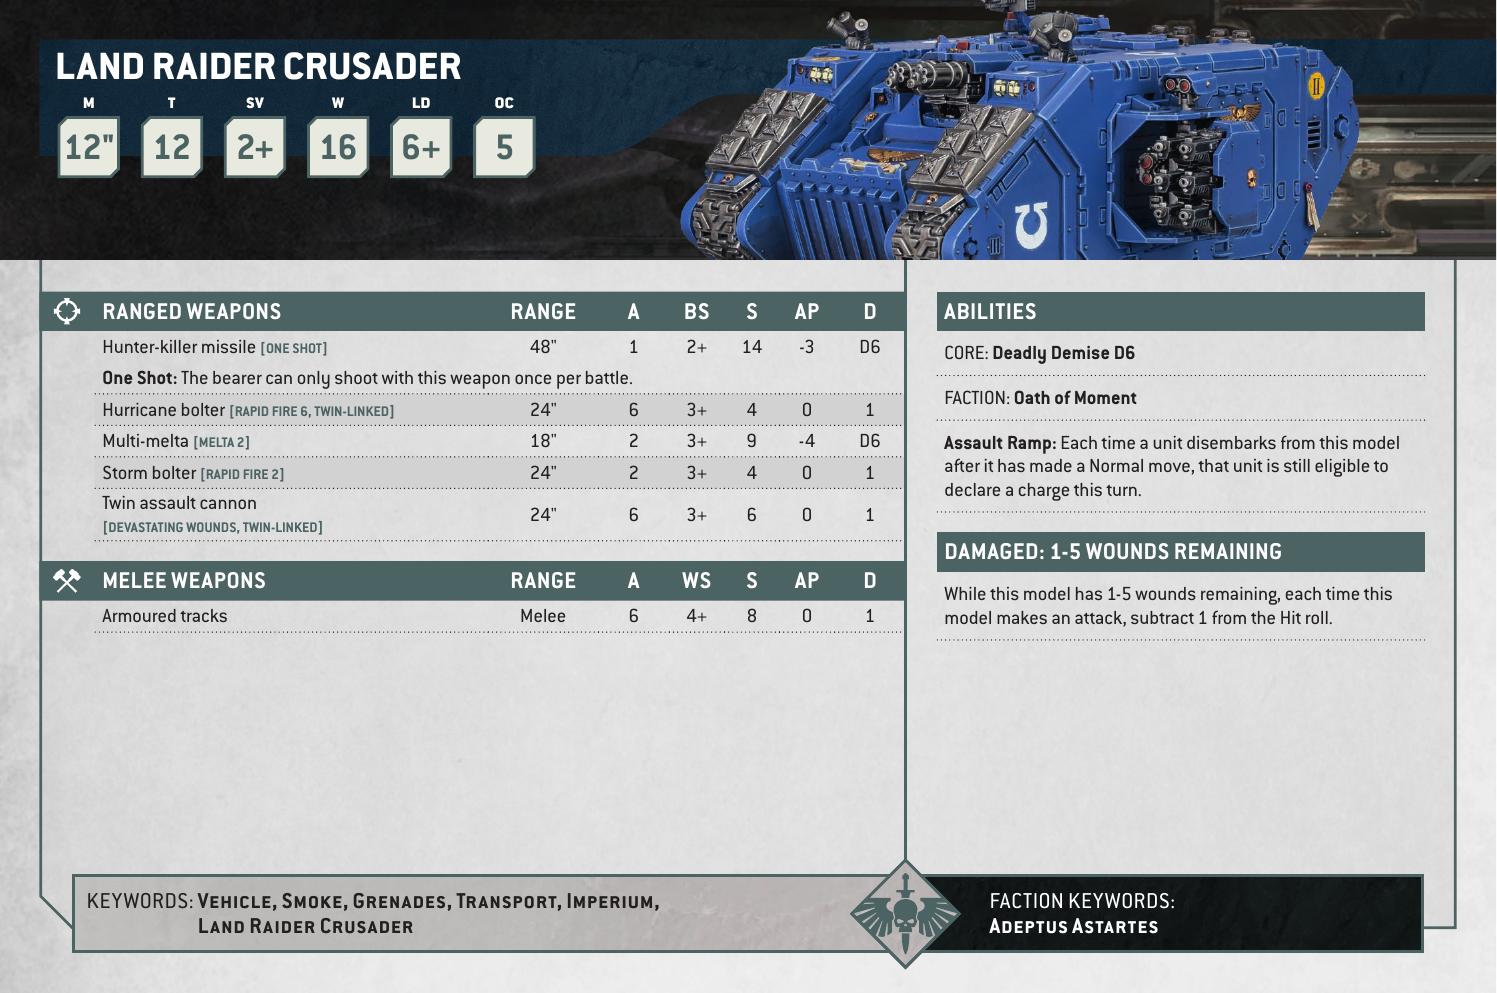 LAND RAIDER CRUSADER
M T SV W LD OC
12" 12 2+ 16 6+ 5
II
RANGED WEAPONS RANGE A BS S AP D
Hunter-killer missile [ONE SHOT] 48" 1 2+ 14 -3 D6
One Shot: The bearer can only shoot with this weapon once per battle.
Hurricane bolter [RAPID FIRE 6, TWIN-LINKED] 24" 6 3+ 4 0 1
Multi-melta [MELTA 2] 18" 2 3+ 9 -4 D6
Storm bolter [RAPID FIRE 2] 24" 2 3+ 4 0 1
Twin assault cannon
[DEVASTATING WOUNDS, TWIN-LINKED] 24" 6 3+ 6 0 1
MELEE WEAPONS RANGE A WS S AP D
Armoured tracks Melee 6 4+ 8 0 1
ABILITIES
CORE: Deadly Demise D6
FACTION: Oath of Moment
Assault Ramp: Each time a unit disembarks from this model
after it has made a Normal move, that unit is still eligible to
declare a charge this turn.
DAMAGED: 1-5 WOUNDS REMAINING
While this model has 1-5 wounds remaining, each time this
model makes an attack, subtract 1 from the Hit roll.
KEYWORDS: VEHICLE, SMOKE, GRENADES, TRANSPORT, IMPERIUM,
LAND RAIDER CRUSADER
FACTION KEYWORDS:
ADEPTUS ASTARTES